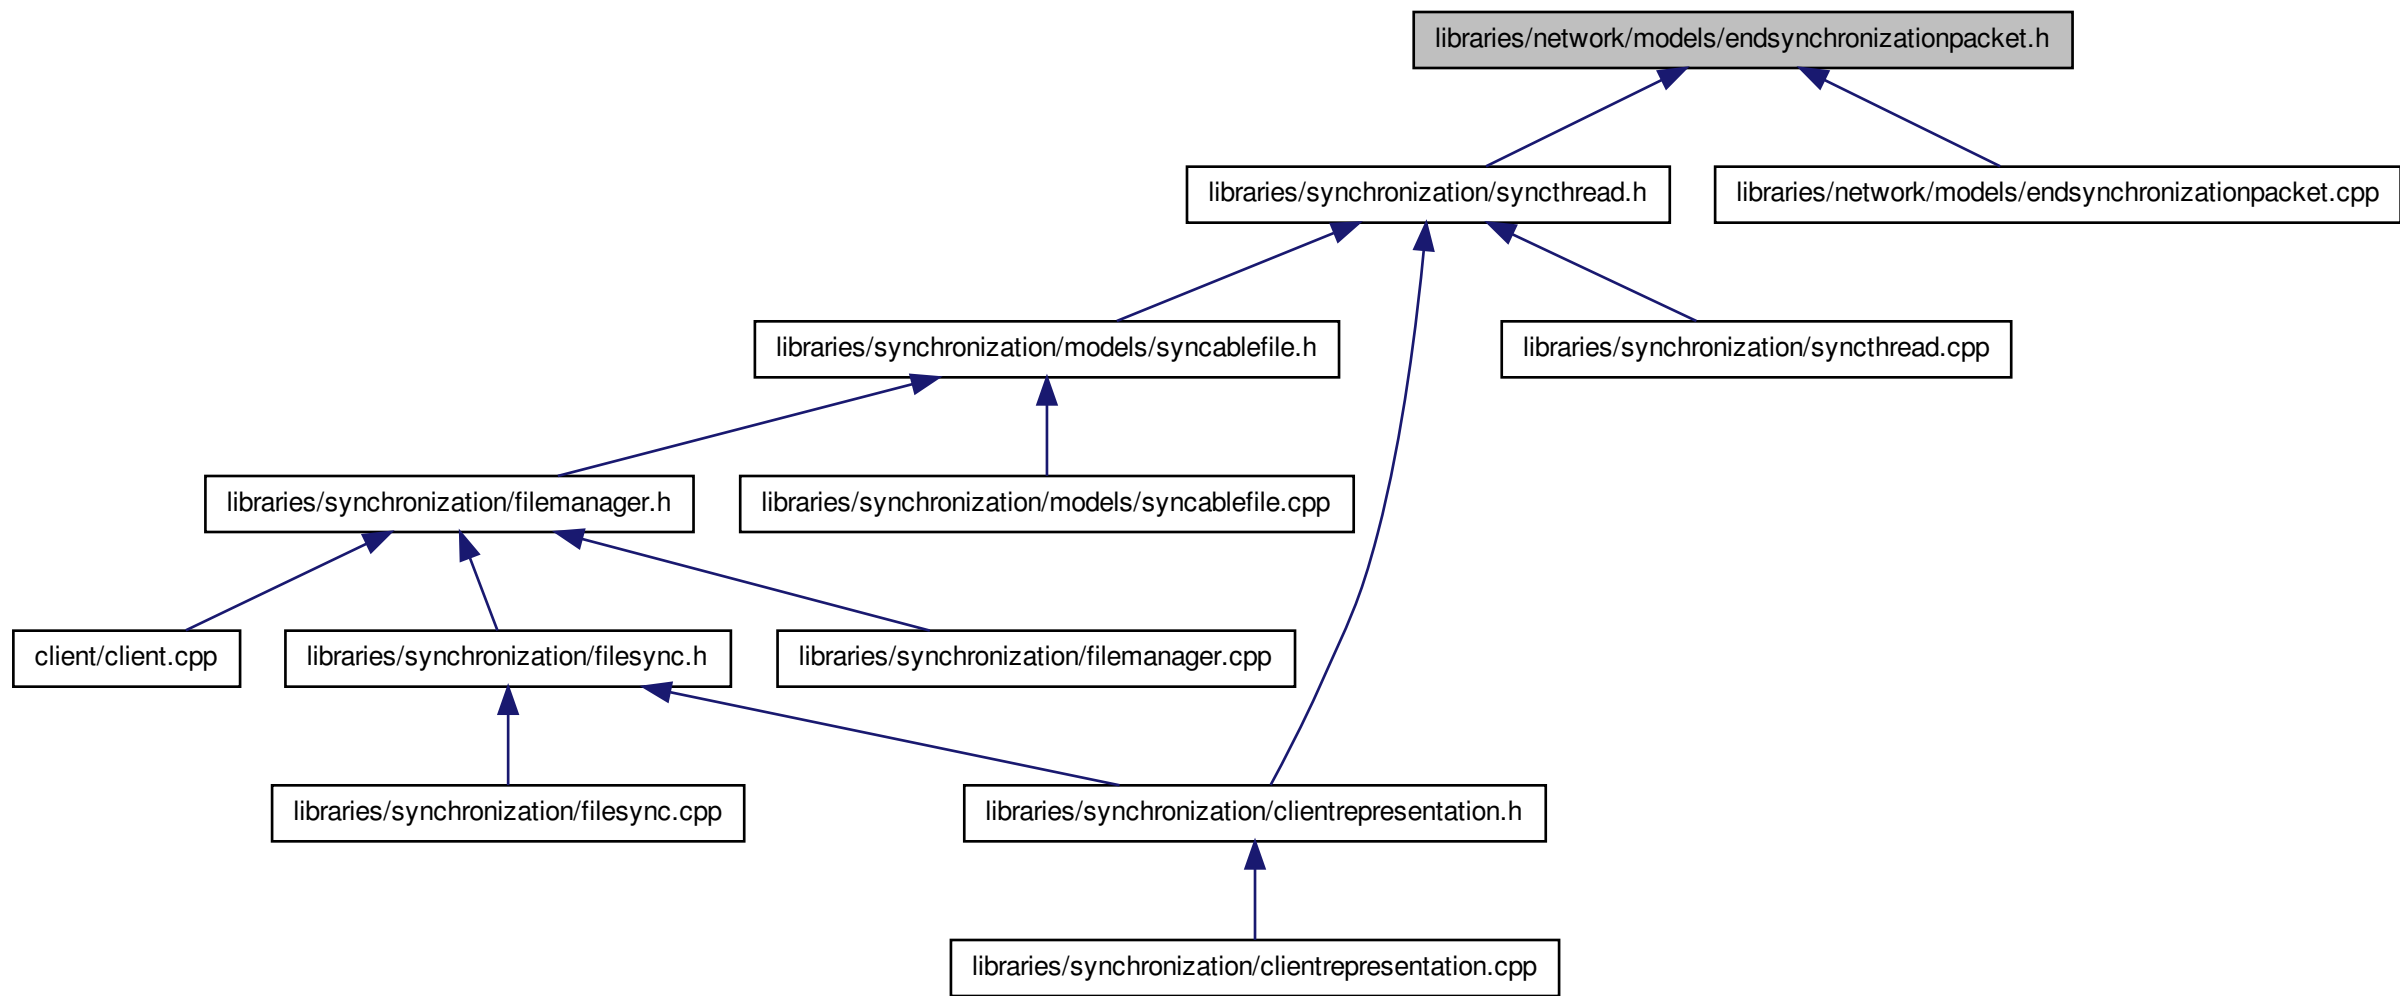 libraries/network/models/endsynchronizationpacket.h
libraries/synchronization/syncthread.h
libraries/network/models/endsynchronizationpacket.cpp
libraries/synchronization/models/syncablefile.h
libraries/synchronization/syncthread.cpp
libraries/synchronization/filemanager.h
libraries/synchronization/models/syncablefile.cpp
client/client.cpp
libraries/synchronization/filesync.h
libraries/synchronization/filemanager.cpp
libraries/synchronization/filesync.cpp
libraries/synchronization/clientrepresentation.h
libraries/synchronization/clientrepresentation.cpp